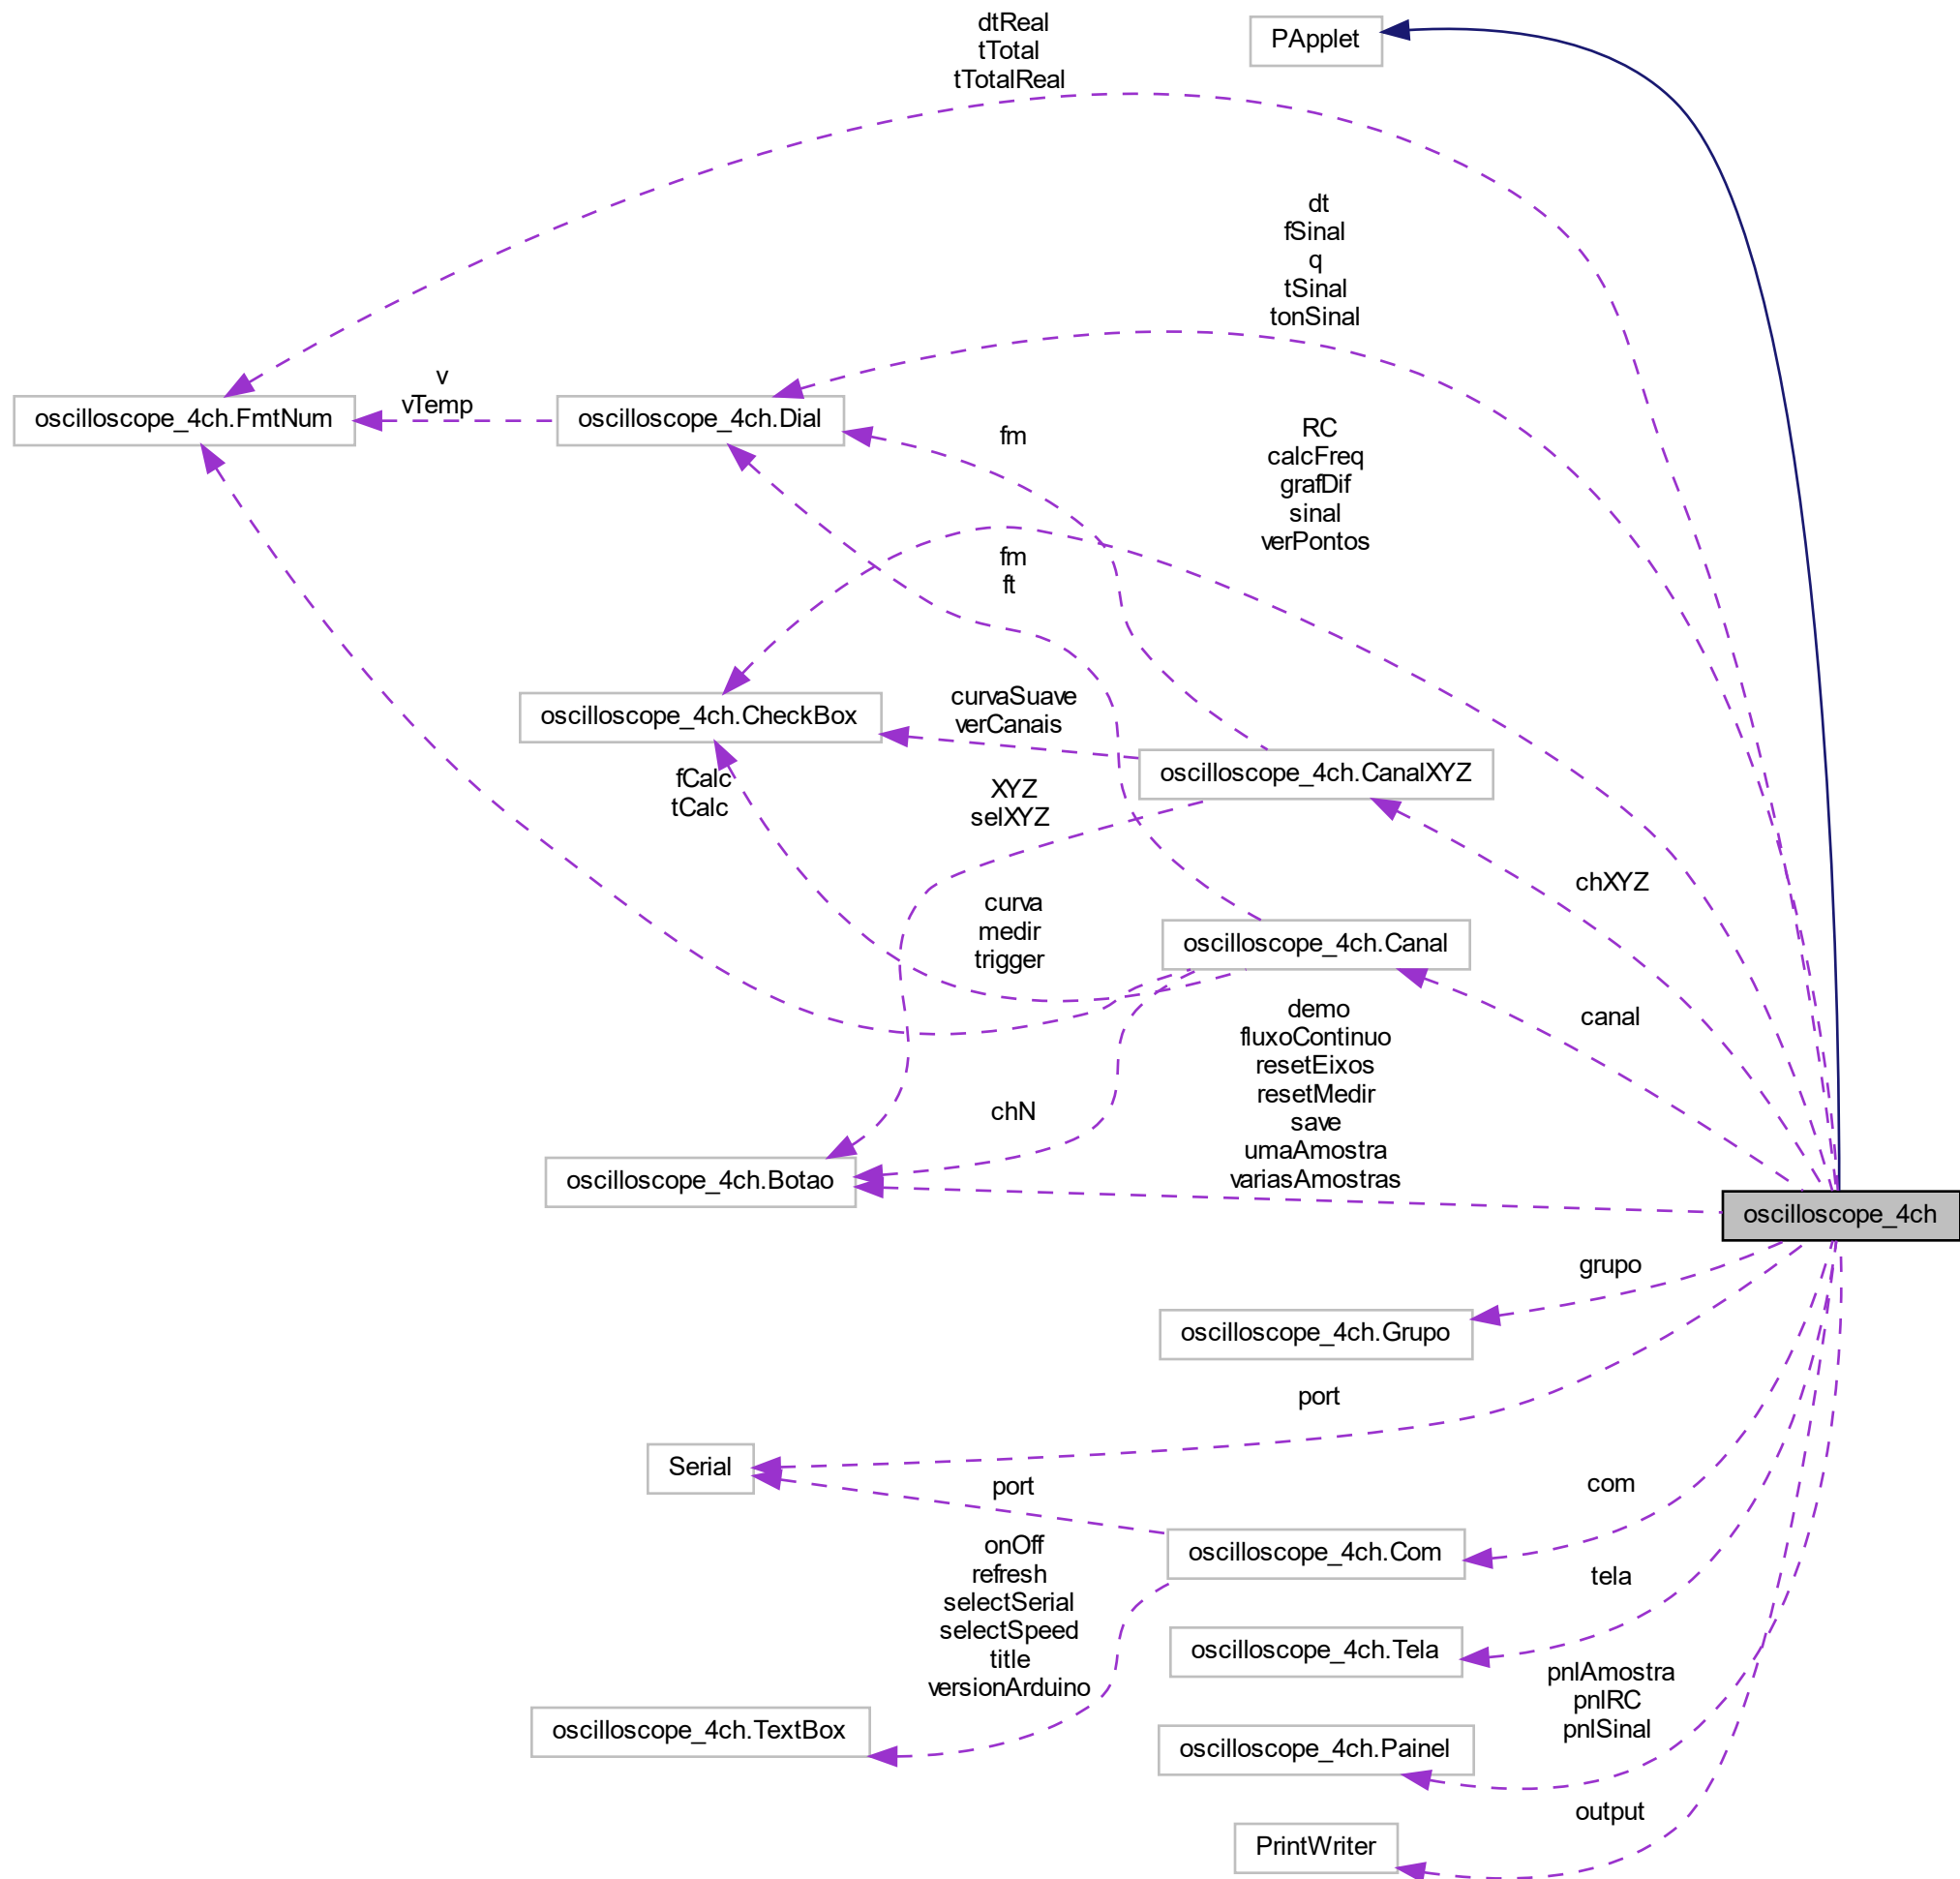 dtReal
tTotal
tTotalReal
PApplet
dt
fSinal
q
tSinal
tonSinal
v
vTemp
oscilloscope_4ch.FmtNum
oscilloscope_4ch.Dial
fm
RC
calcFreq
grafDif
sinal
verPontos
fm
ft
oscilloscope_4ch.CheckBox
curvaSuave
verCanais
oscilloscope_4ch.CanalXYZ
fCalc
tCalc
XYZ
selXYZ
chXYZ
curva
medir
trigger
oscilloscope_4ch.Canal
canal
demo
fluxoContinuo
resetEixos
resetMedir
save
umaAmostra
variasAmostras
chN
oscilloscope_4ch.Botao
oscilloscope_4ch
grupo
oscilloscope_4ch.Grupo
port
Serial
port
com
onOff
refresh
selectSerial
selectSpeed
title
versionArduino
oscilloscope_4ch.Com
tela
oscilloscope_4ch.Tela
pnlAmostra
pnlRC
pnlSinal
oscilloscope_4ch.TextBox
oscilloscope_4ch.Painel
output
PrintWriter